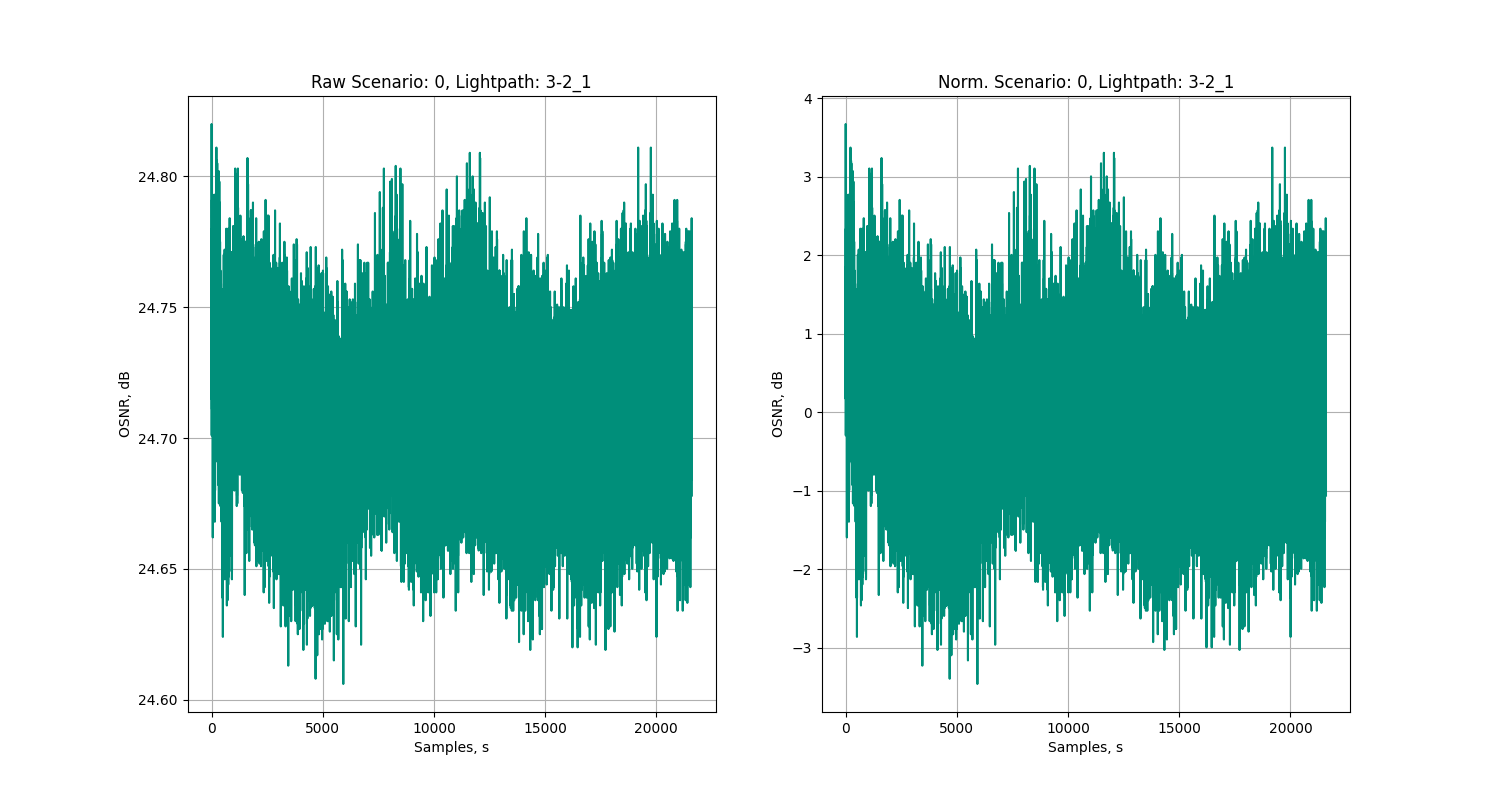 Raw Scenario: 0, Lightpath: 3-2_1
OSNR, dB
24.80
24.75
24.70
24.65
24.60
0 5000 10000 15000 20000
Samples, s
Norm. Scenario: 0, Lightpath: 3-2_1
OSNR, dB
4
3
2
1
0
−1
−2
−3
0 5000 10000 15000 20000
Samples, s